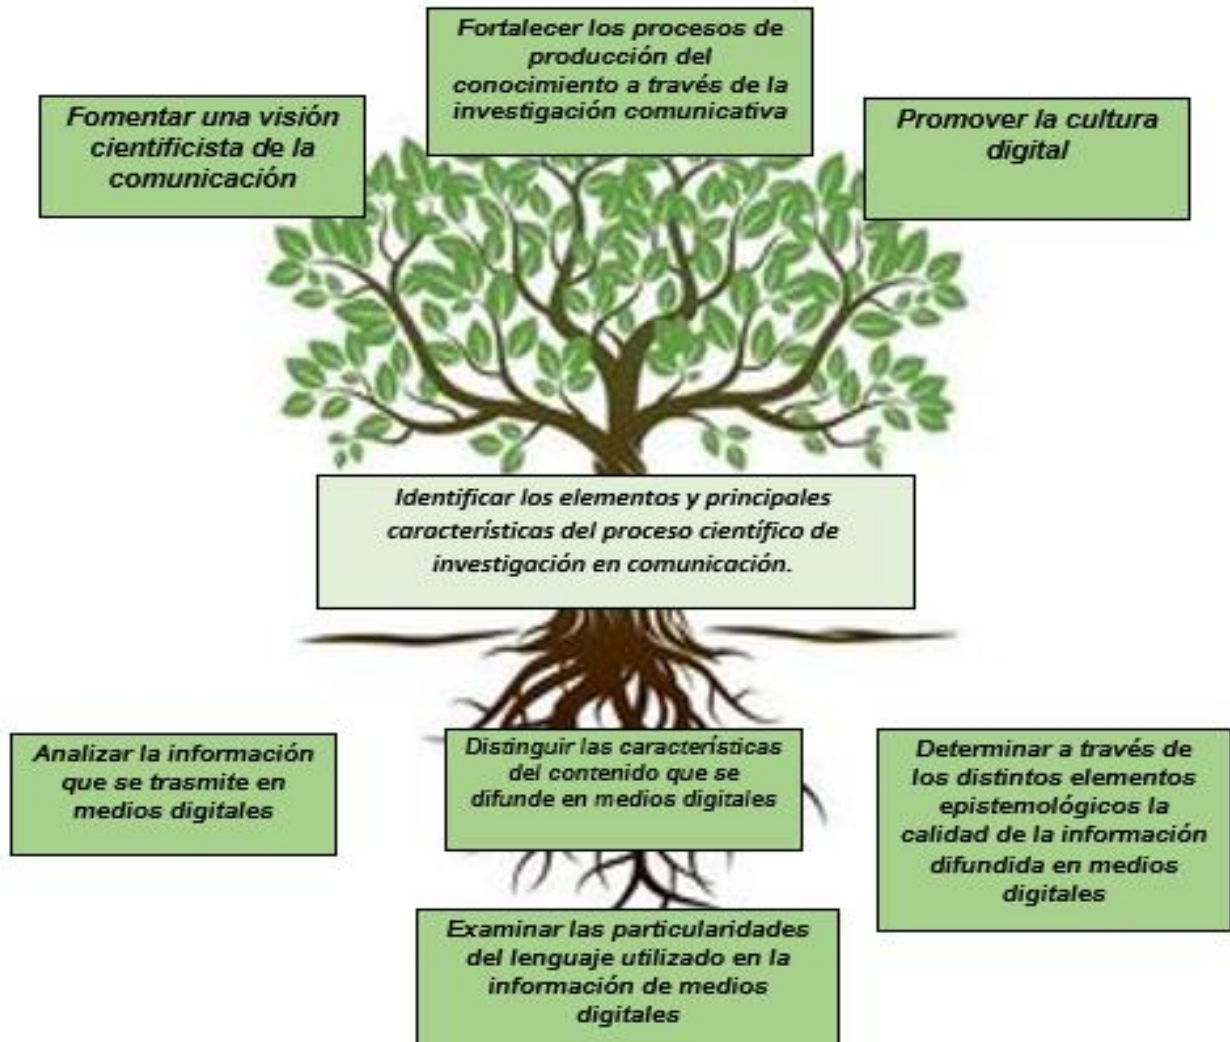 Fortalecer los procesos de
producción del
conocimiento a través de la
investigación comunicativa
Fomentar una visión
cientificista de la
comunicación
Promover la cultura
digital
Identificar los elementos y principales
características del proceso científico de
investigación en comunicación.
Analizar la información
que se trasmite en
medios digitales
Distinguir las características
del contenido que se
difunde en medios digitales
Determinar a través de
los distintos elementos
epistemológicos la
calidad de la información
difundida en medios
digitales
Examinar las particularidades
del lenguaje utilizado en la
información de medios
digitales